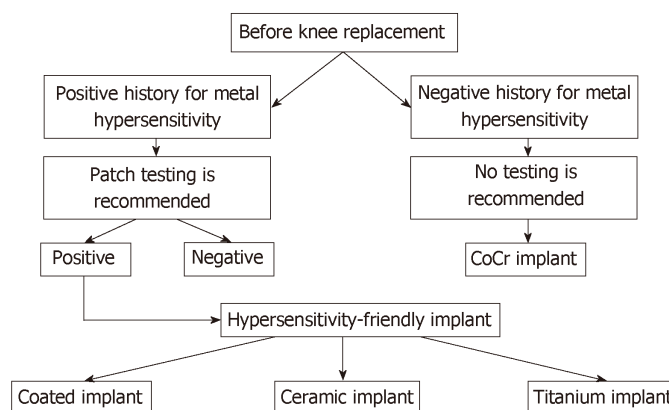 Before knee replacement
Positive history for metal
hypersensitivity
Negative history for metal
hypersensitivity
Patch testing is
recommended
No testing is
recommended
Positive
Negative
CoCr implant
Hypersensitivity-friendly implant
Coated implant
Ceramic implant
Titanium implant